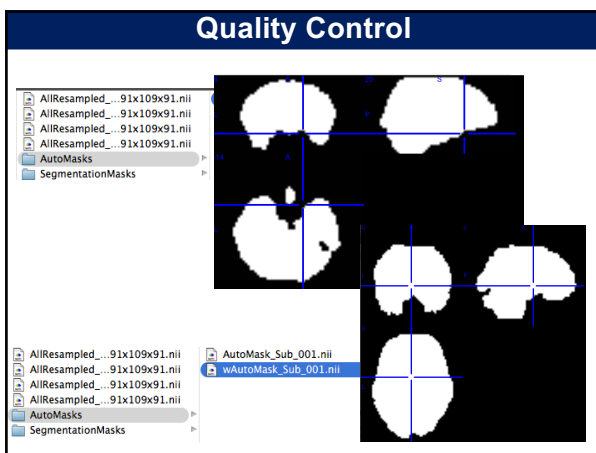 Quality Control
AllResampled_...91x109x91.nii
AllResampled_...91x109x91.nii
AllResampled_...91x109x91.nii
AllResampled_...91x109x91.nii
AutoMasks
SegmentationMasks
S
AllResampled_...91x109x91.nii
AllResampled_...91x109x91.nii
AllResampled_...91x109x91.nii
AllResampled_...91x109x91.nii
AutoMasks
SegmentationMasks
AutoMask_Sub_001.nii
wAutoMask_Sub_001.nii